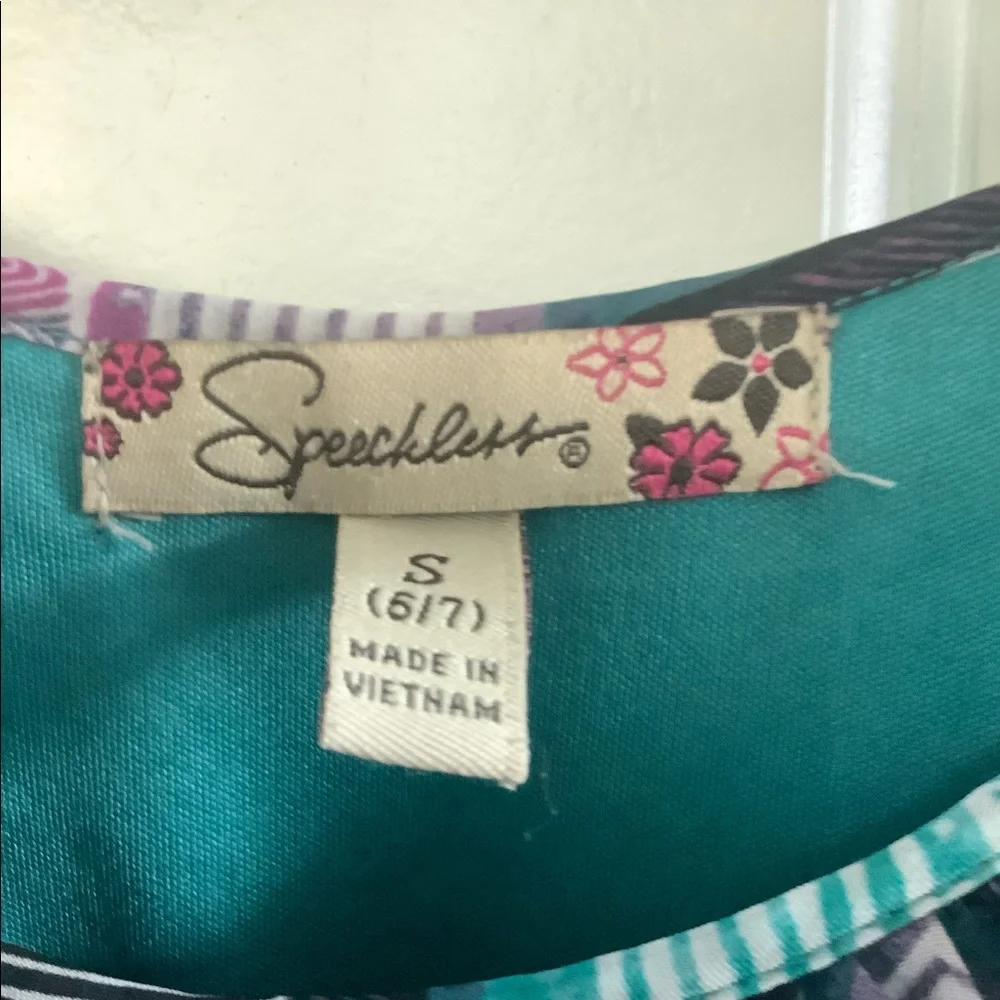 Speechless®
S
(6/7)
MADE IN
VIETNAM